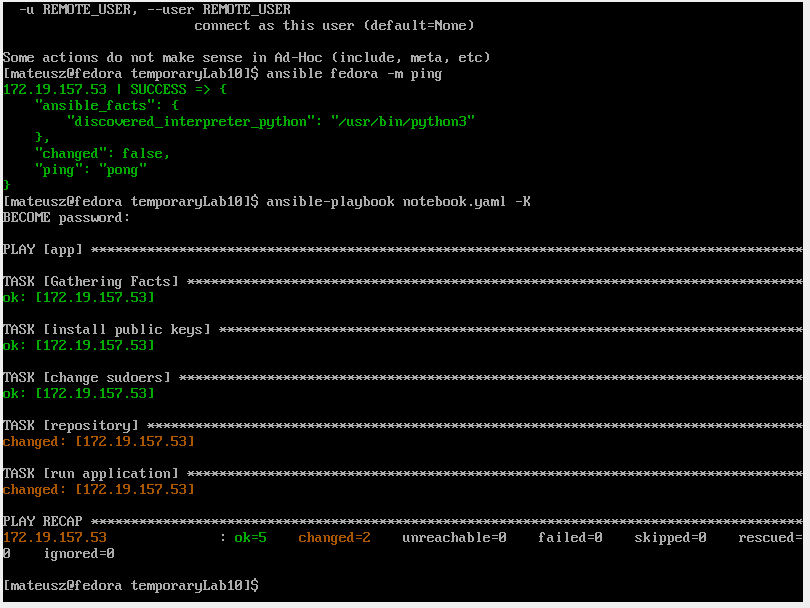 -u REMOTE_USER, --user REMOTE_USER
connect as this user (default=None)
Some actions do not make sense in Ad-Hoc (include, meta, etc)
[mateusz@fedora temporaryLab10]$ ansible fedora -m ping
172.19.157.53 | SUCCESS => {
"ansible_facts": {
"discovered_interpreter_python": "/usr/bin/python3"
},
"changed": false,
"ping": "pong"
}
[mateusz@fedora temporaryLab10]$ ansible-playbook notebook.yaml -K
BECOME password:
PLAY [app] *****************************************************************************************
TASK [Gathering Facts] *****************************************************************************
ok: [172.19.157.53]
TASK [install public keys] *************************************************************************
ok: [172.19.157.53]
TASK [change sudoers] ******************************************************************************
ok: [172.19.157.53]
TASK [repository] **********************************************************************************
changed: [172.19.157.53]
TASK [run application] *****************************************************************************
changed: [172.19.157.53]
PLAY RECAP *****************************************************************************************
172.19.157.53 : ok=5 changed=2 unreachable=0 failed=0 skipped=0 rescued=
0 ignored=0
[mateusz@fedora temporaryLab10]$